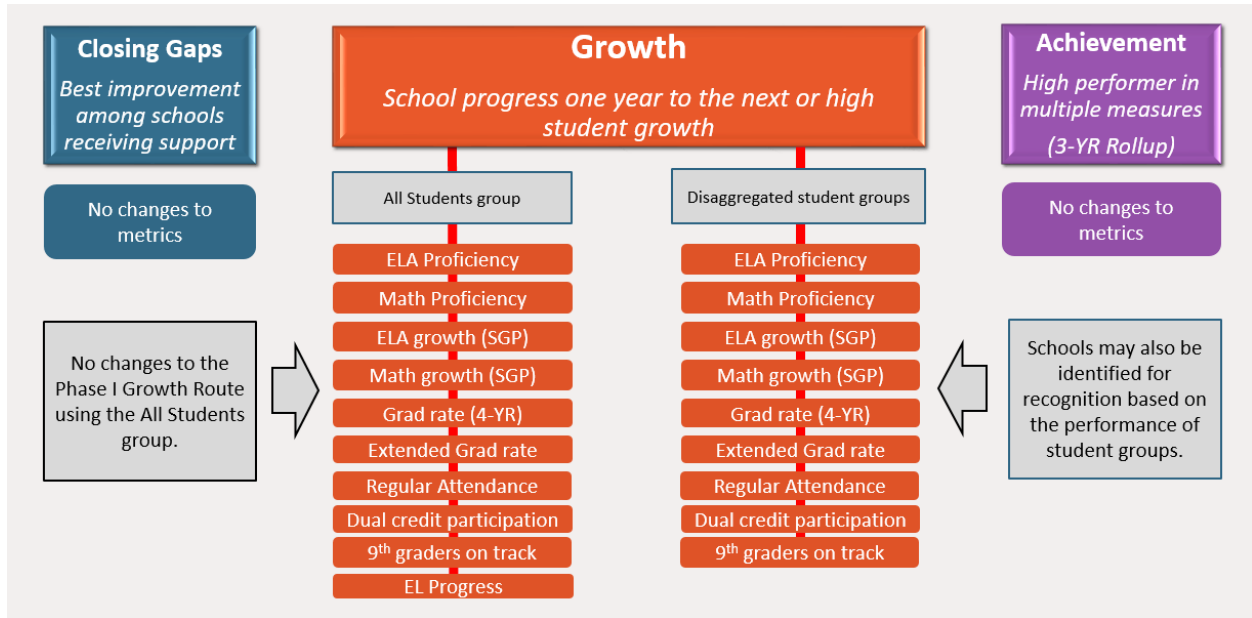 Closing Gaps
Best improvement
among schools
receiving support
No changes to
metrics
No changes to the
Phase I Growth Route
using the All Students
group.
Growth
School progress one year to the next or high
student growth
All Students group
ELA Proficiency
Math Proficiency
ELA growth (SGP)
Math growth (SGP)
Grad rate (4-YR)
Extended Grad rate
Regular Attendance
Dual credit participation
9th graders on track
EL Progress
Disaggregated student groups
ELA Proficiency
Math Proficiency
ELA growth (SGP)
Math growth (SGP)
Grad rate (4-YR)
Extended Grad rate
Regular Attendance
Dual credit participation
9th graders on track
Achievement
High performer in
multiple measures
(3-YR Rollup)
No changes to
metrics
Schools may also be
identified for
recognition based on
the performance of
student groups.